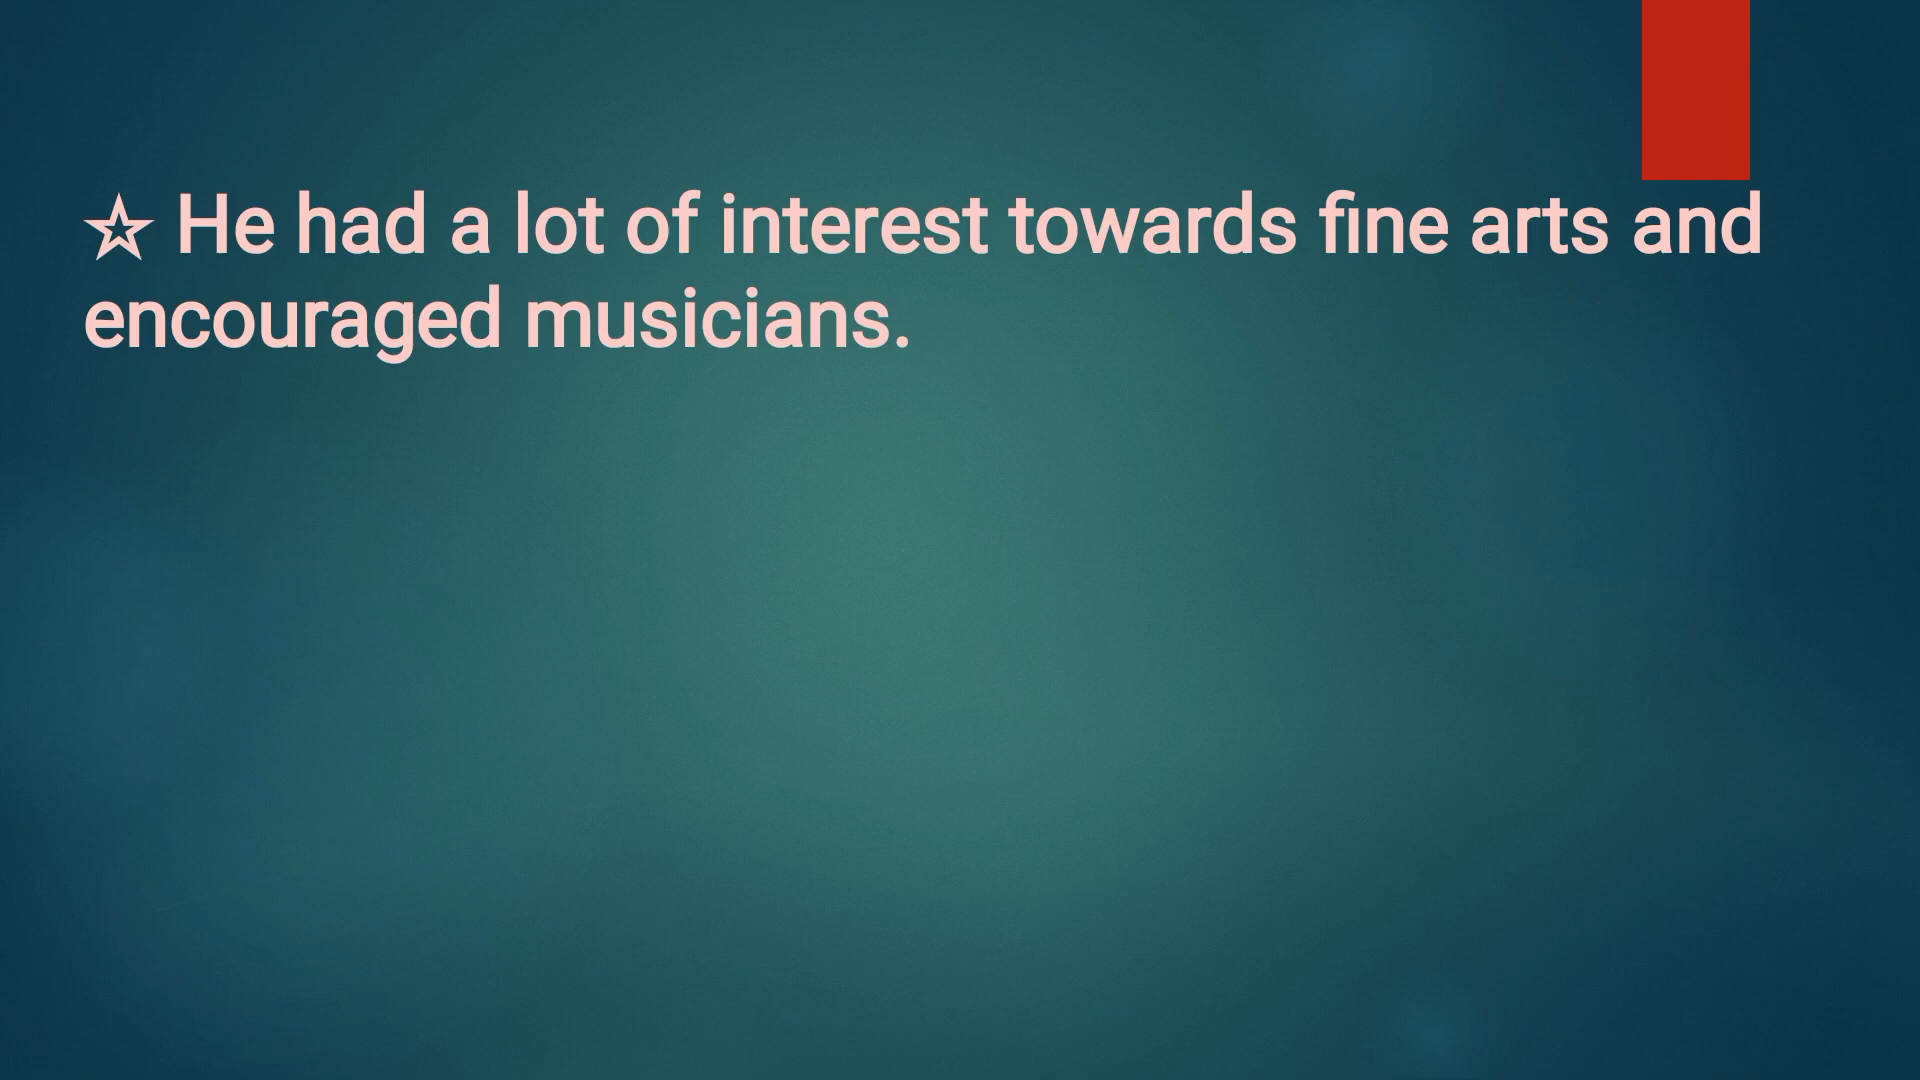 ☆ He had a lot of interest towards fine arts and
encouraged musicians.